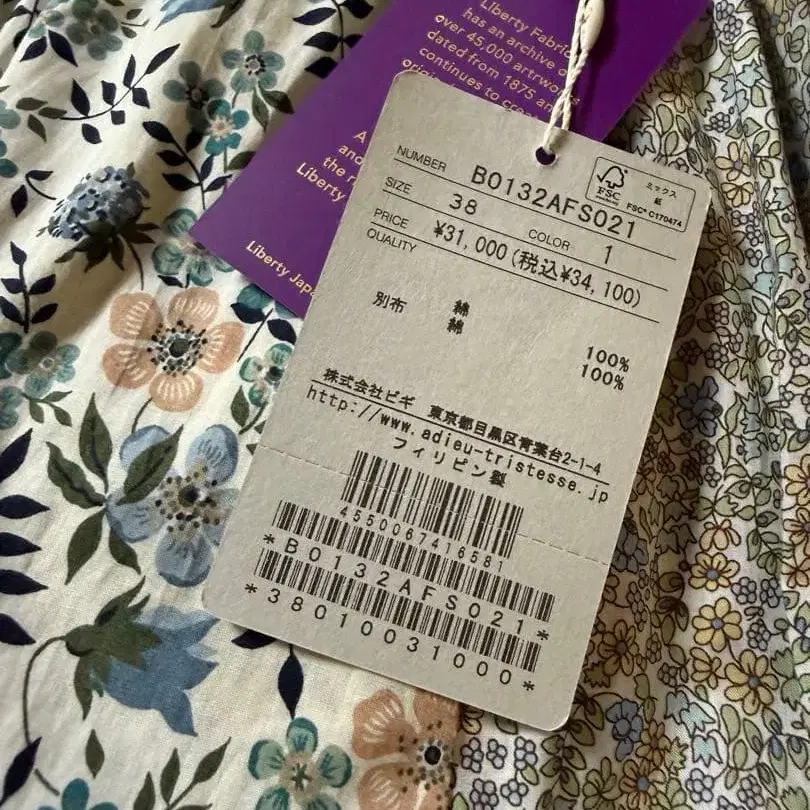 Liberty Fabric
has an archive of
over 45,000 artworks
dated from 1875 an
continues to
A
and
the
Liberty
Liberty Japa
NUMBER B0132AFS021
SIZE 38 COLOR 1
PRICE ¥31,000(税込¥34,100)
QUALITY
綿 100%
別布 綿 100%
株式会社ビギ 東京都目黒区青葉台2-1-4
http://www.adieu-tristesse.jp
フィリピン製
4550067416581
*B0132AFS021*
*38010031000*
FSC
ミックス
紙
FSC® C170474